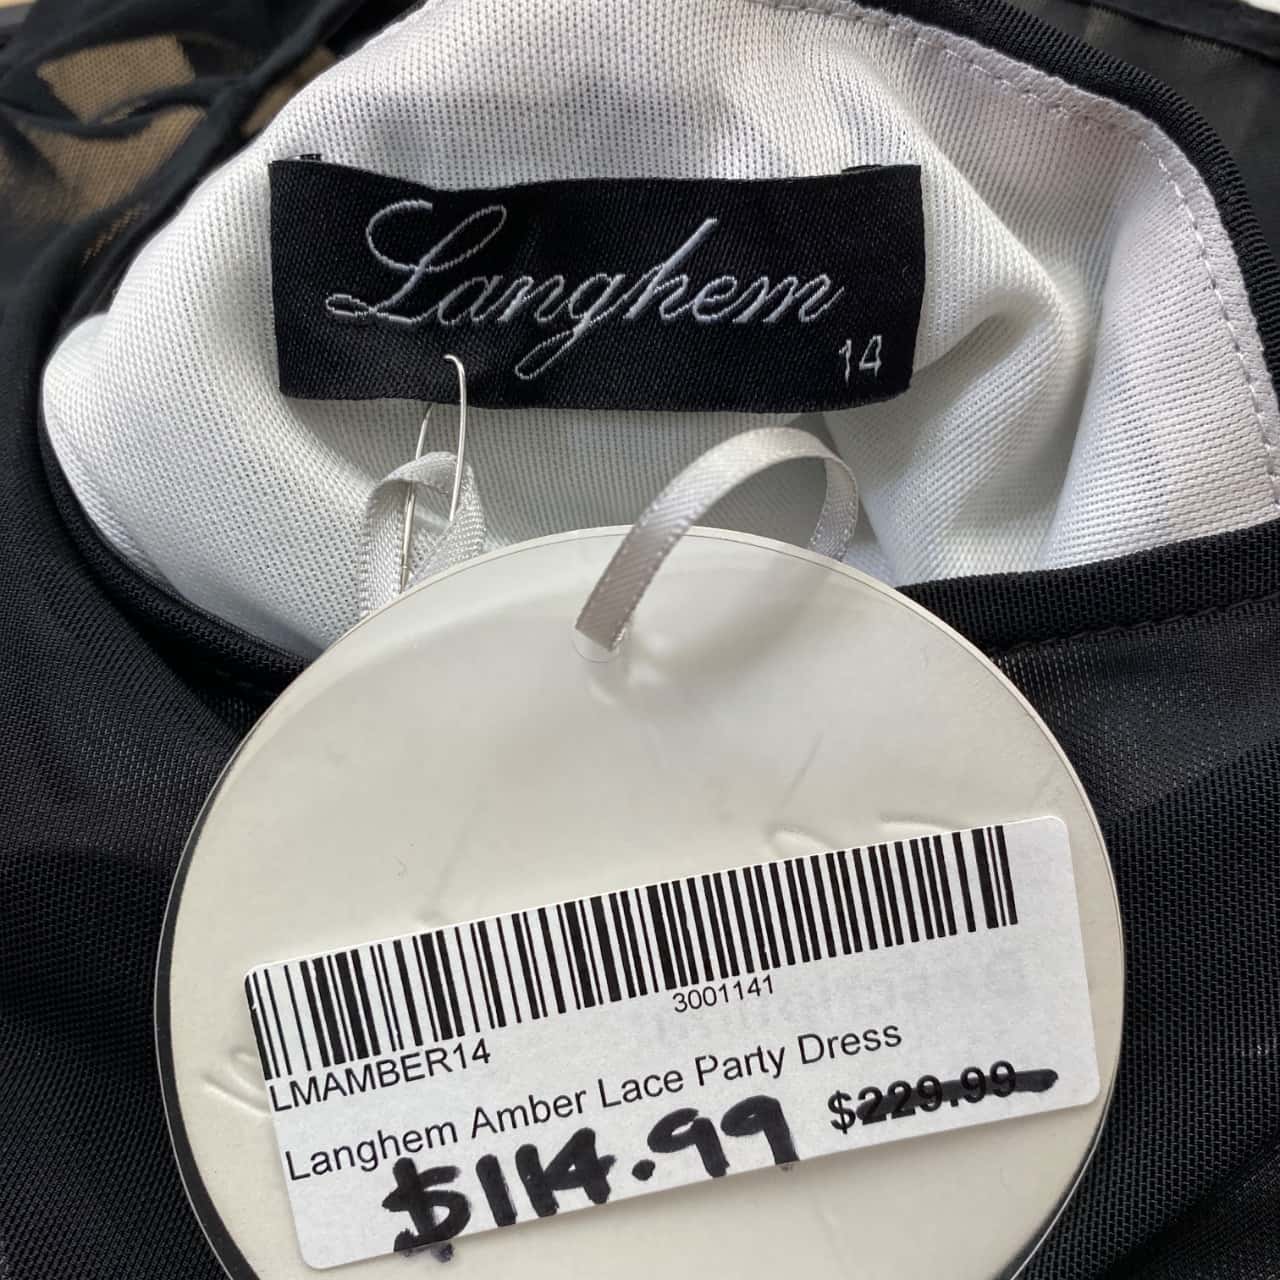 Langhem
14
3001141
LMAMBER14
Langhem Amber Lace Party Dress
$229.99
$114.99